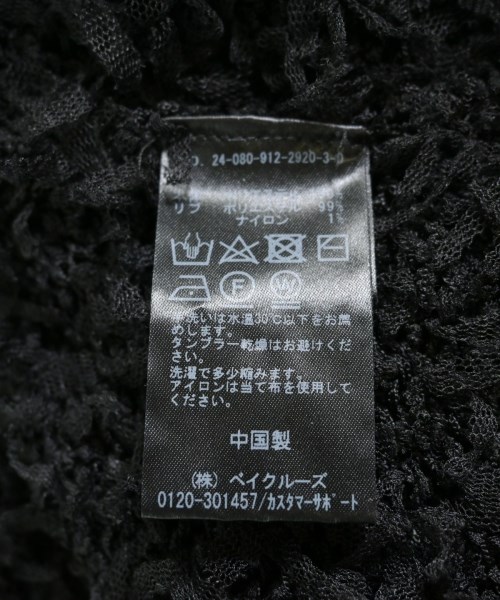 O. 24-080-912-2920-3-0
リブ ポリエステル 99%
ナイロン 1%
F W
洗いは水温30℃以下をお薦
めします。
タンブラー乾燥はお避けくだ
さい。
洗濯で多少縮みます。
アイロンは当て布を使用して
ください。
中国製
(株) ベイクルーズ
0120-301457/カスタマーサポート